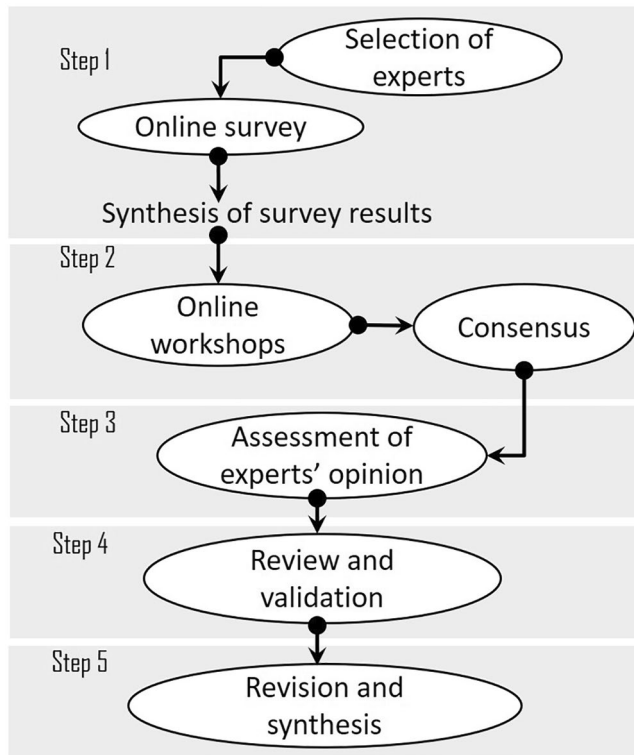 Step 1
Selection of
experts
Online survey
Synthesis of survey results
Step 2
Online
workshops
Consensus
Step 3
Assessment of
experts’ opinion
Step 4
Review and
validation
Step 5
Revision and
synthesis